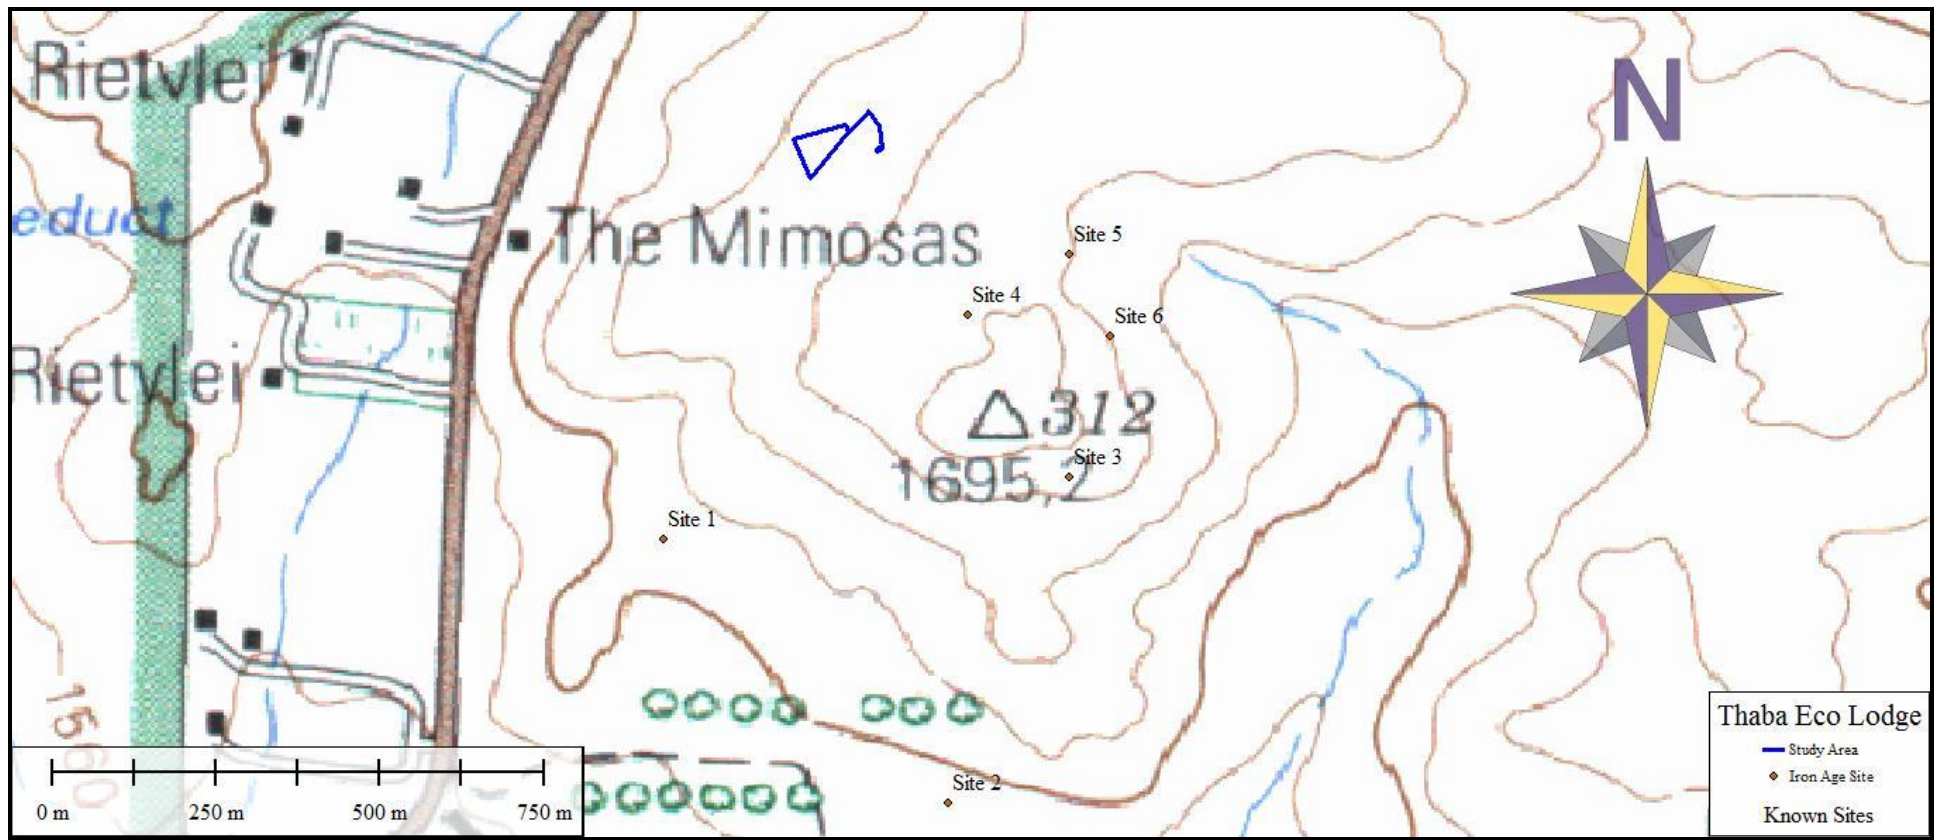 Rietvlei
N
educt
The Mimosas
Site 5
Site 4
Site 6
Rietvlei
312
Site 3
1695,2
Site 1
1560
Thaba Eco Lodge
Study Area
Iron Age Site
Known Sites
Site 2
0 m 250 m 500 m 750 m